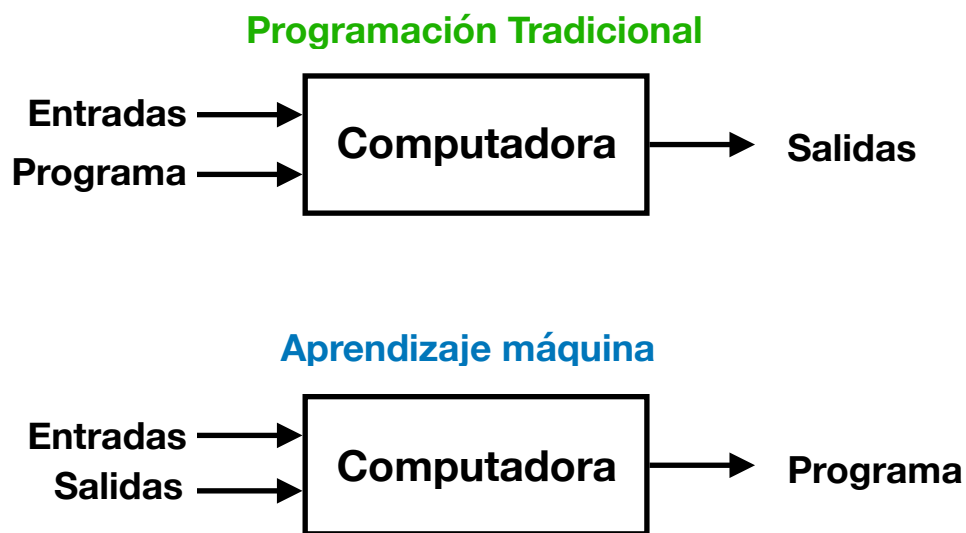 Programación Tradicional
Entradas
Programa
Computadora
Salidas
Aprendizaje máquina
Entradas
Salidas
Computadora
Programa